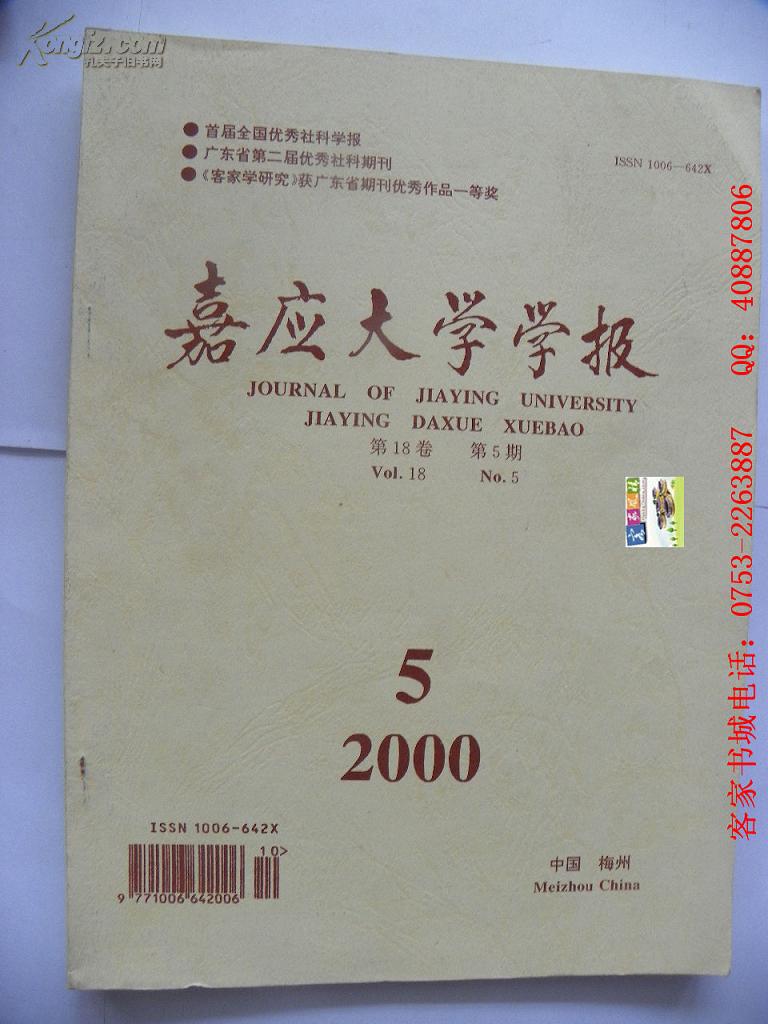 Kongfz.com
孔夫子旧书网
● 首届全国优秀社科学报
● 广东省第二届优秀社科期刊
● 《客家学研究》获广东省期刊优秀作品一等奖
ISSN 1006—642X
嘉应大学学报
JOURNAL OF JIAYING UNIVERSITY
JIAYING DAXUE XUEBAO
第18卷 第5期
Vol. 18 No. 5
5
2000
ISSN 1006-642X
10>
9 771006 642006
中国 梅州
Meizhou China
客家书城电话: 0753-2263887 QQ: 40887806